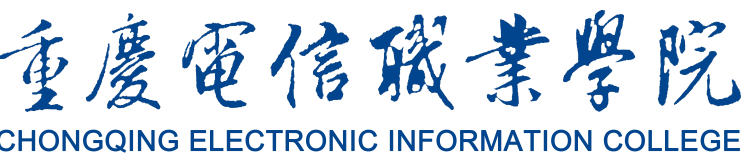 重慶電信職業學院
CHONGQING ELECTRONIC INFORMATION COLLEGE